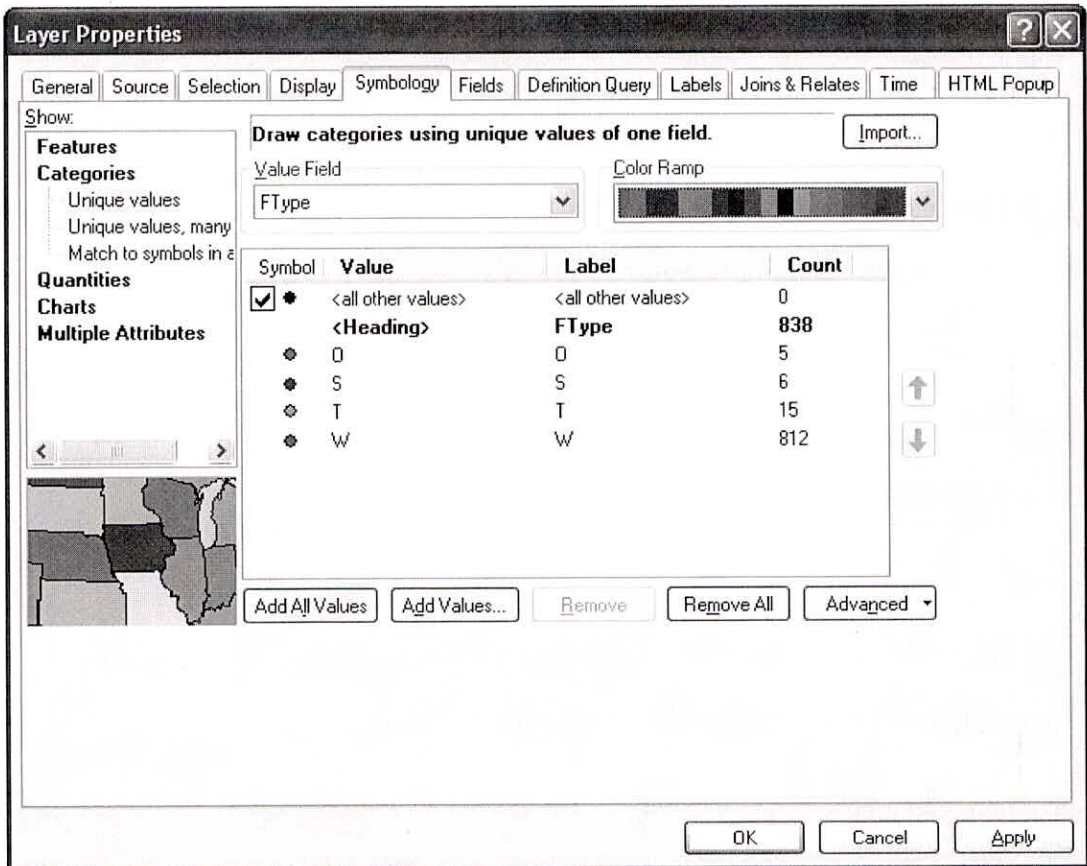 Layer Properties
General Source Selection Display Symbology Fields Definition Query Labels Joins & Relates Time HTML Popup
Show:
Features
Categories
Unique values
Unique values, many
Match to symbols in a
Quantities
Charts
Multiple Attributes
Draw categories using unique values of one field.
Import...
Value Field
FType
Color Ramp
Symbol Value Label Count
<all other values> <all other values> 0
<Heading> FType 838
O O 5
S S 6
T T 15
W W 812
Add All Values Add Values... Remove Remove All Advanced
OK Cancel Apply